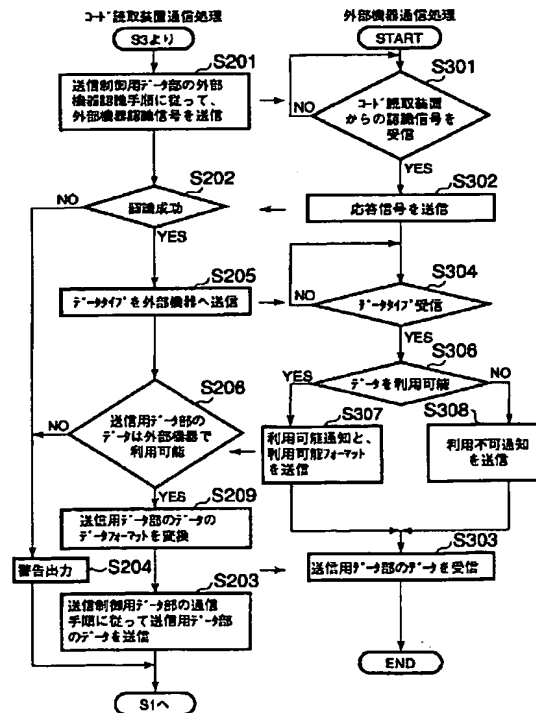 コード読取装置通信処理
S3より
S201
送信制御用データ部の外部
機器認識手順に従って、
外部機器認識信号を送信
S202
認識成功
NO
YES
S205
データタイプを外部機器へ送信
S206
送信用データ部の
データは外部機器で
利用可能
NO
YES
S209
送信用データ部のデータの
データフォーマットを変換
警告出力
S204
S203
送信制御用データ部の通信
手順に従って送信用データ部
のデータを送信
S1へ
外部機器通信処理
START
S301
コード読取装置
からの認識信号を
受信
NO
YES
S302
応答信号を送信
S304
データタイプ受信
NO
YES
S306
データを利用可能
YES
NO
S307
利用可能通知と、
利用可能フォーマット
を送信
S308
利用不可通知
を送信
S303
送信用データ部のデータを受信
END